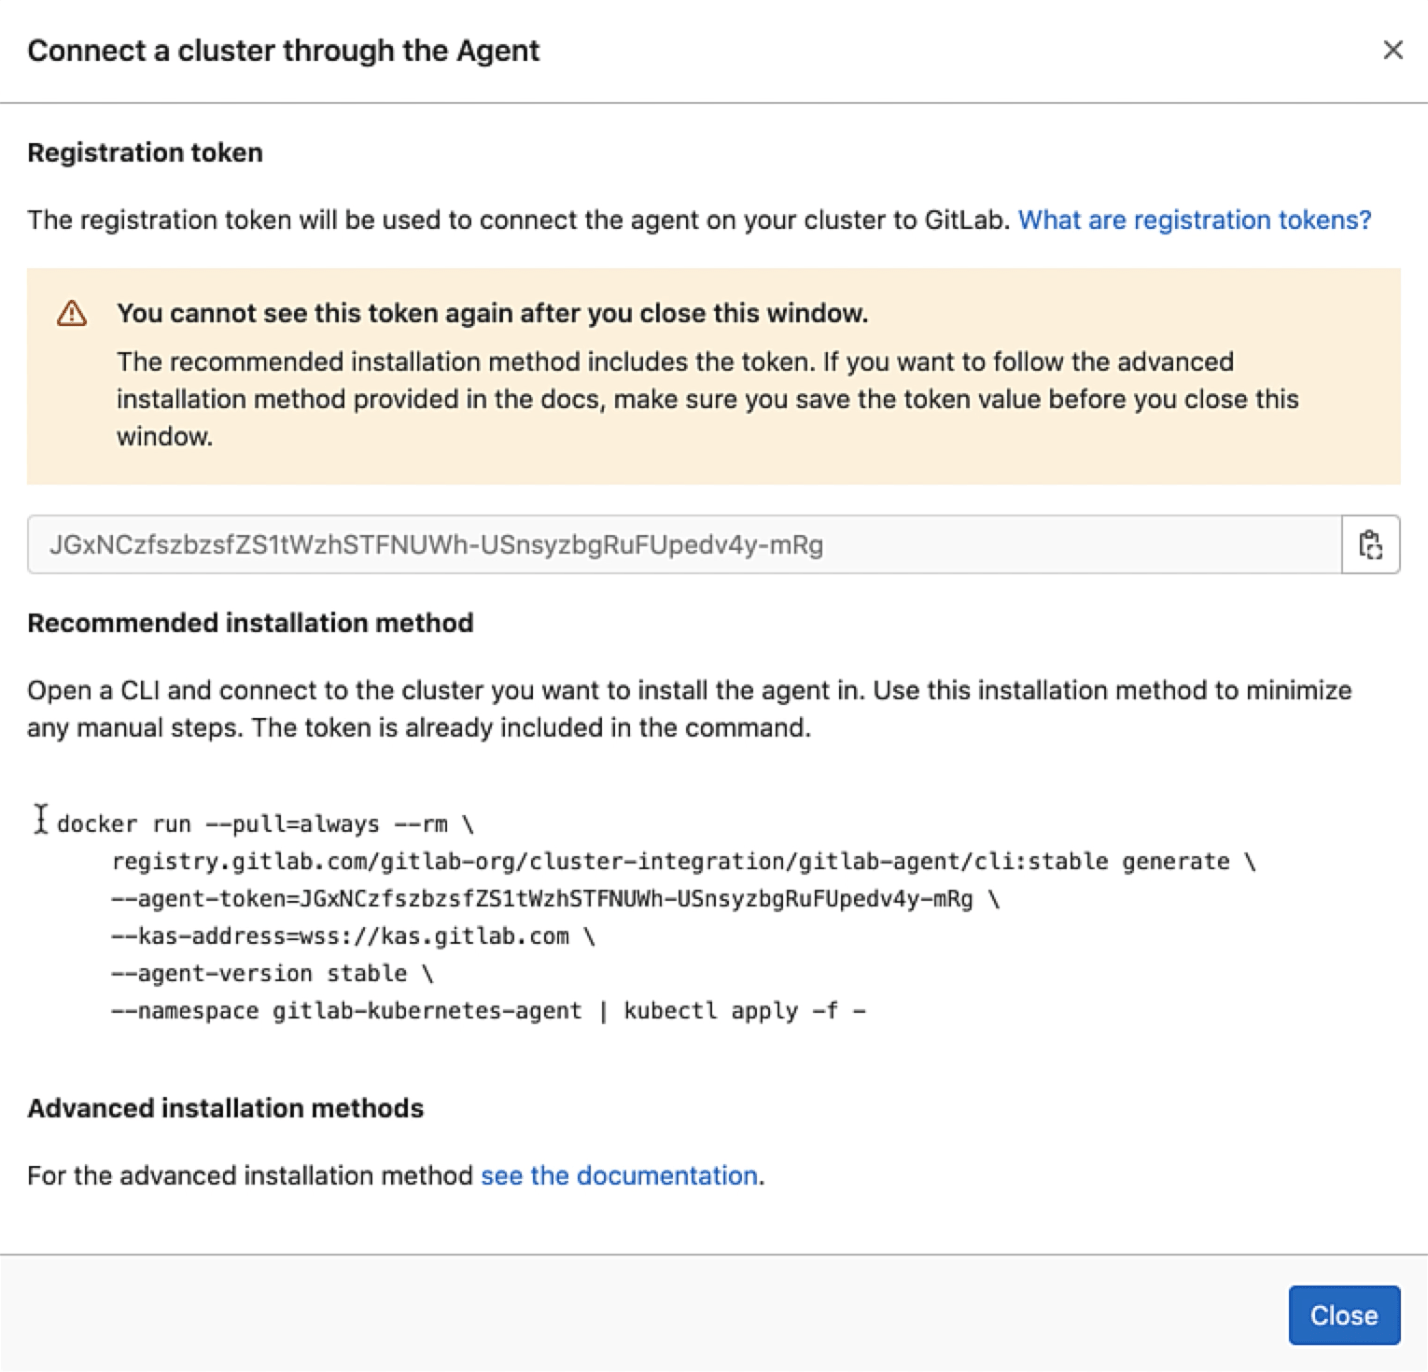 Connect a cluster through the Agent
Registration token
The registration token will be used to connect the agent on your cluster to GitLab. What are registration tokens?
You cannot see this token again after you close this window.
The recommended installation method includes the token. If you want to follow the advanced
installation method provided in the docs, make sure you save the token value before you close this
window.
JGxNCzfszbzsfZS1tWzhSTFNUWh-USnsyzbgRuFUpedv4y-mRg
Recommended installation method
Open a CLI and connect to the cluster you want to install the agent in. Use this installation method to minimize
any manual steps. The token is already included in the command.
docker run --pull=always --rm \
registry.gitlab.com/gitlab-org/cluster-integration/gitlab-agent/cli:stable generate \
--agent-token=JGxNCzfszbzsfZS1tWzhSTFNUWh-USnsyzbgRuFUpedv4y-mRg \
--kas-address=wss://kas.gitlab.com \
--agent-version stable \
--namespace gitlab-kubernetes-agent | kubectl apply -f -
Advanced installation methods
For the advanced installation method see the documentation.
Close